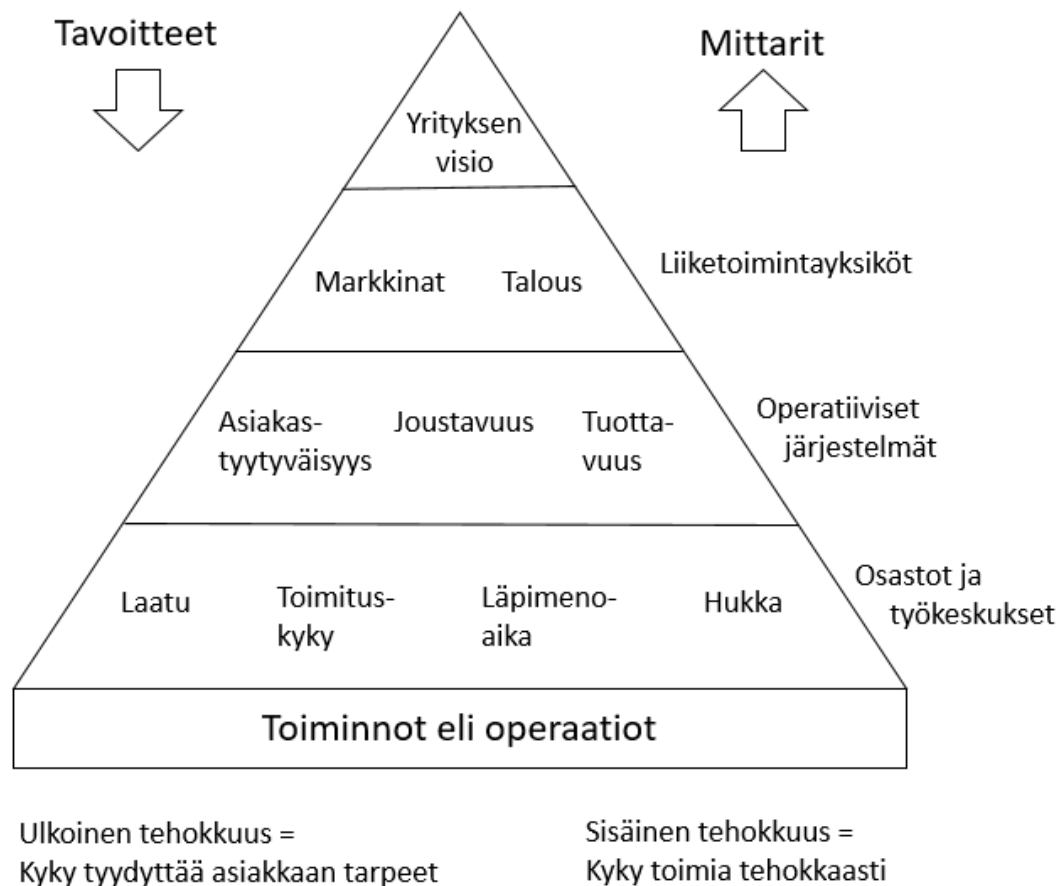 Tavoitteet
Mittarit
Yrityksen
visio
Markkinat Talous
Liiketoimintayksiköt
Asiakas-
tyytyväisyys
Joustavuus
Tuotta-
vuus
Operatiiviset
järjestelmät
Laatu
Toimitus-
kyky
Läpimeno-
aika
Hukka
Osastot ja
työkeskukset
Toiminnot eli operaatiot
Ulkoinen tehokkuus =
Kyky tyydyttää asiakkaan tarpeet
Sisäinen tehokkuus =
Kyky toimia tehokkaasti